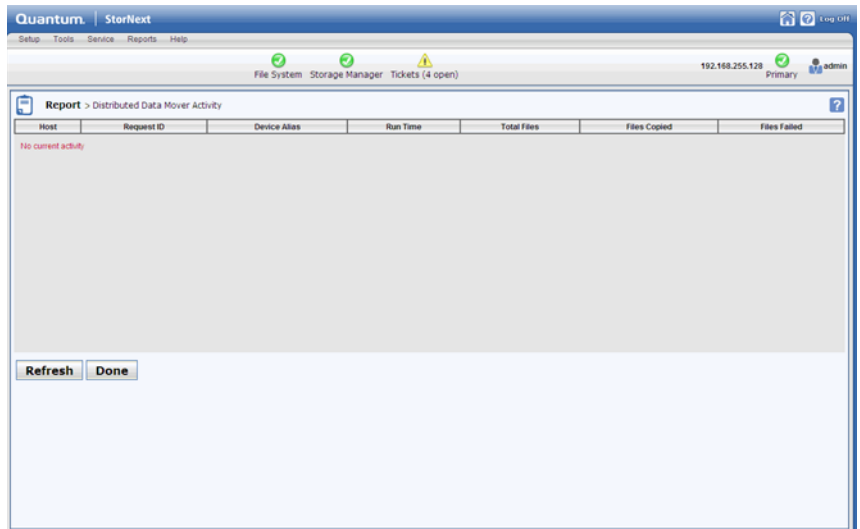 Quantum. | StorNext
Log Off
Setup Tools Service Reports Help
File System Storage Manager Tickets (4 open)
192.168.255.128 Primary admin
Report > Distributed Data Mover Activity
Host Request ID Device Alias Run Time Total Files Files Copied Files Failed
No current activity
Refresh Done